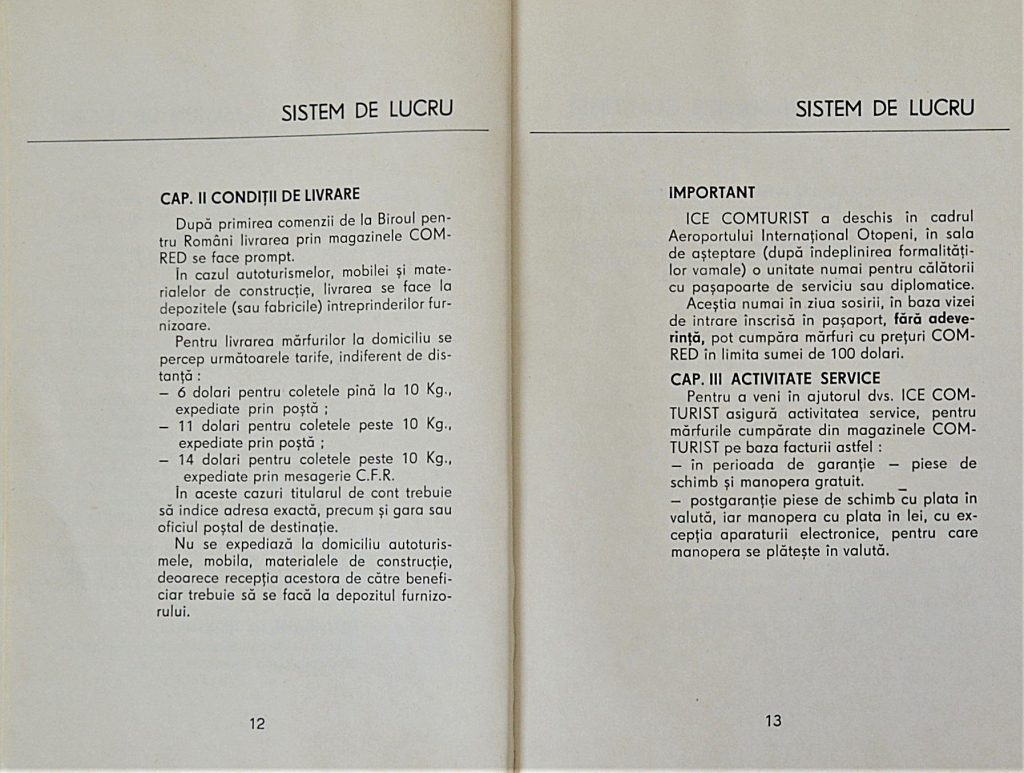 SISTEM DE LUCRU
CAP. II CONDIȚII DE LIVRARE
După primirea comenzii de la Biroul pen-
tru Români livrarea prin magazinele COM-
RED se face prompt.
În cazul autoturismelor, mobilei și mate-
rialelor de construcție, livrarea se face la
depozitele (sau fabricile) întreprinderilor fur-
nizoare.
Pentru livrarea mărfurilor la domiciliu se
percep următoarele tarife, indiferent de dis-
tanță :
— 6 dolari pentru coletele pînă la 10 Kg.,
expediate prin poștă ;
— 11 dolari pentru coletele peste 10 Kg.,
expediate prin poștă ;
— 14 dolari pentru coletele peste 10 Kg.,
expediate prin mesagerie C.F.R.
În aceste cazuri titularul de cont trebuie
să indice adresa exactă, precum și gara sau
oficiul poștal de destinație.
Nu se expediază la domiciliu autoturis-
mele, mobila, materialele de construcție,
deoarece recepția acestora de către benefi-
ciar trebuie să se facă la depozitul furnizo-
rului.
12
SISTEM DE LUCRU
IMPORTANT
ICE COMTURIST a deschis în cadrul
Aeroportului Internațional Otopeni, în sala
de așteptare (după îndeplinirea formalități-
lor vamale) o unitate numai pentru călătorii
cu pașapoarte de serviciu sau diplomatice.
Aceștia numai în ziua sosirii, în baza vizei
de intrare înscrisă în pașaport, fără adeve-
rință, pot cumpăra mărfuri cu prețuri COM-
RED în limita sumei de 100 dolari.
CAP. III ACTIVITATE SERVICE
Pentru a veni în ajutorul dvs. ICE COM-
TURIST asigură activitatea service, pentru
mărfurile cumpărate din magazinele COM-
TURIST pe baza facturii astfel :
— în perioada de garanție — piese de
schimb și manopera gratuit.
— postgaranție piese de schimb cu plata în
valută, iar manopera cu plata în lei, cu ex-
cepția aparaturii electronice, pentru care
manopera se plătește în valută.
13